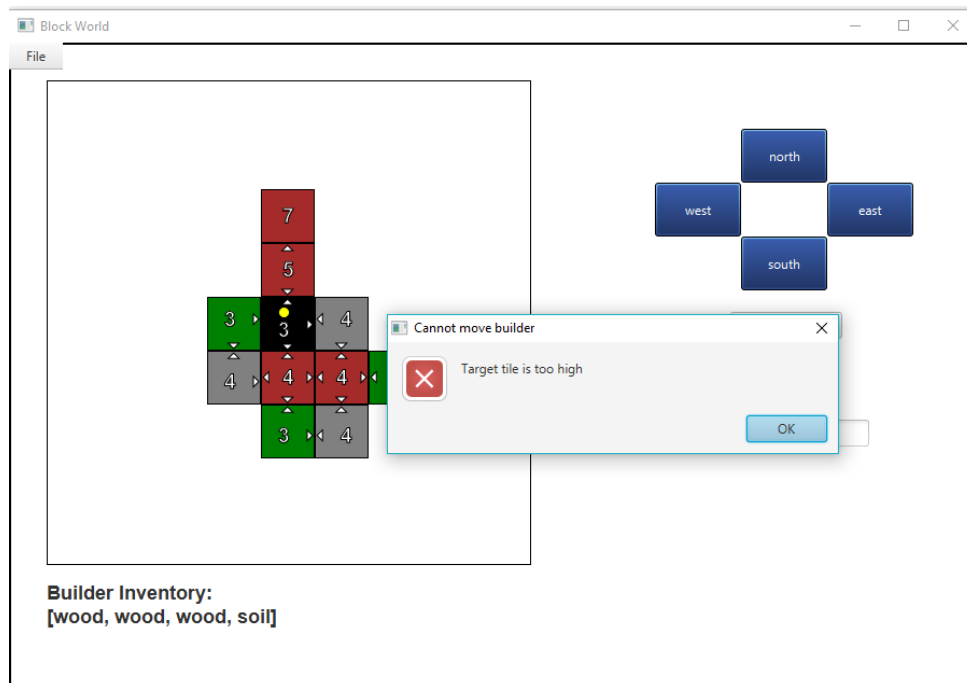 Block World
File
north
west
east
south
7
5
3
3
4
4
4
4
3
4
Cannot move builder
Target tile is too high
OK
Builder Inventory:
[wood, wood, wood, soil]